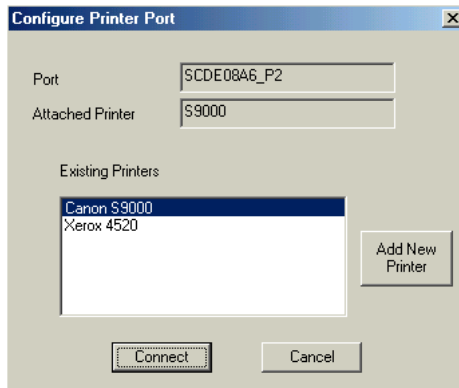 Configure Printer Port
Port
SCDE08A6_P2
Attached Printer
S9000
Existing Printers
Canon S9000
Xerox 4520
Add New
Printer
Connect
Cancel